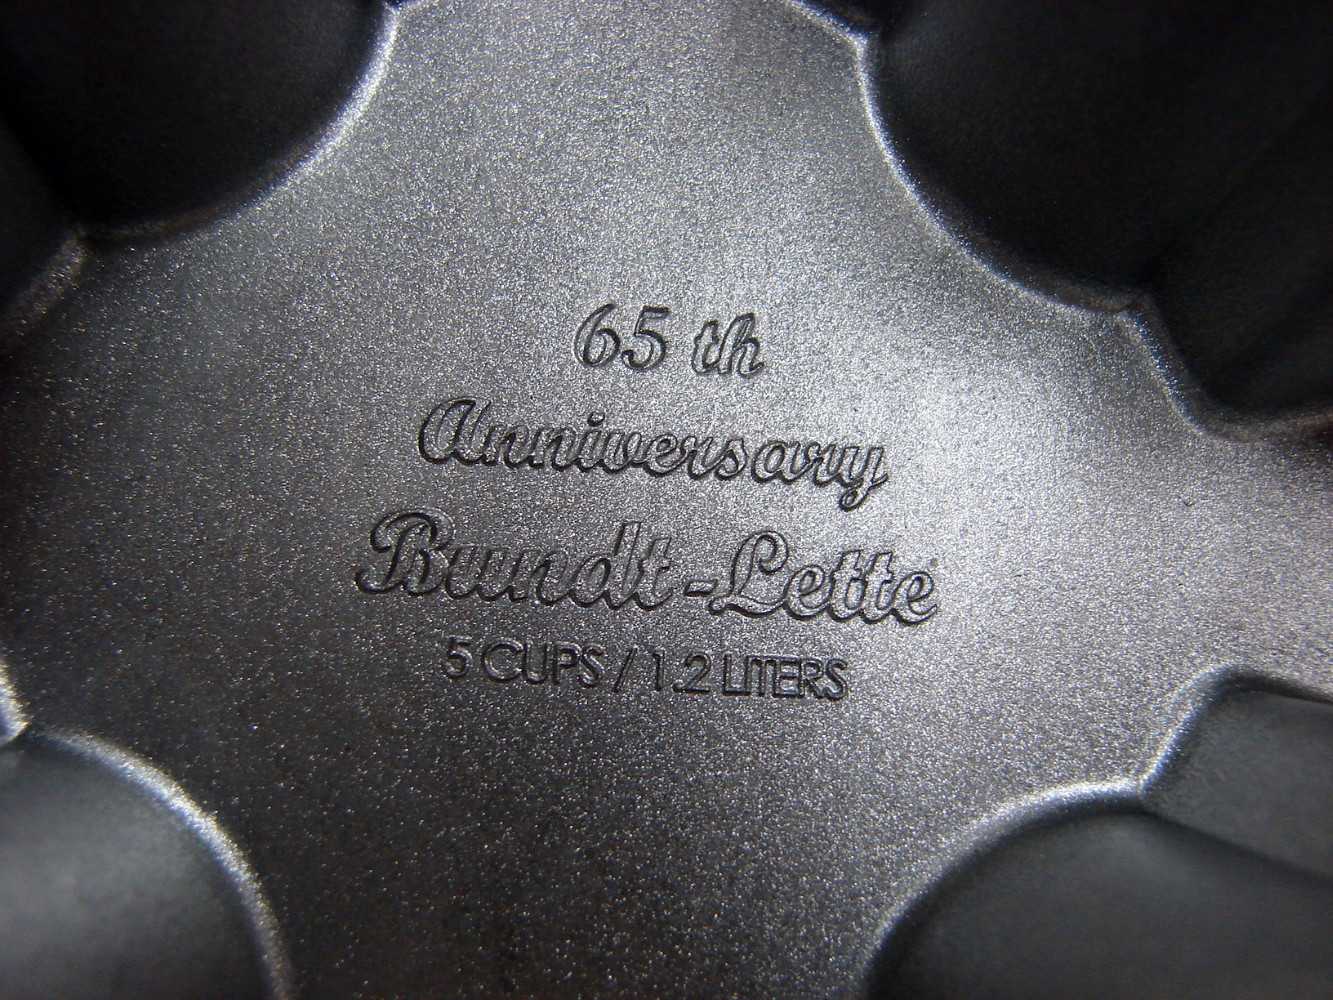 65 th
Anniversary
Bundt-Lette
5 CUPS / 1.2 LITERS